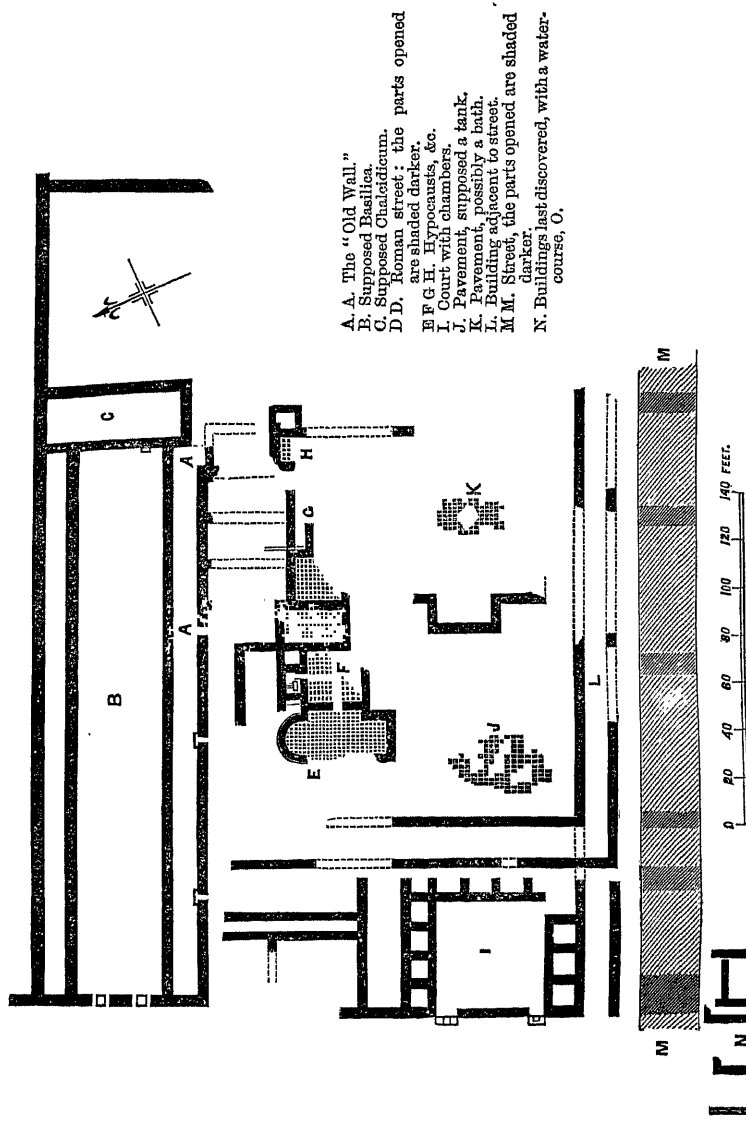 A. A. The "Old Wall."
B. Supposed Basilica.
C. Supposed Chalcidicum.
D D. Roman street: the parts opened
are shaded darker.
E F G H. Hypocausts, &c.
I. Court with chambers.
J. Pavement, supposed a tank.
K. Pavement, possibly a bath.
L. Building adjacent to street.
M M. Street, the parts opened are shaded
darker.
N. Buildings last discovered, with a water-
course, O.
C
B
A
A
H
G
F
E
K
J
L
I
M
M
N
0 20 40 60 80 100 120 140 FEET.